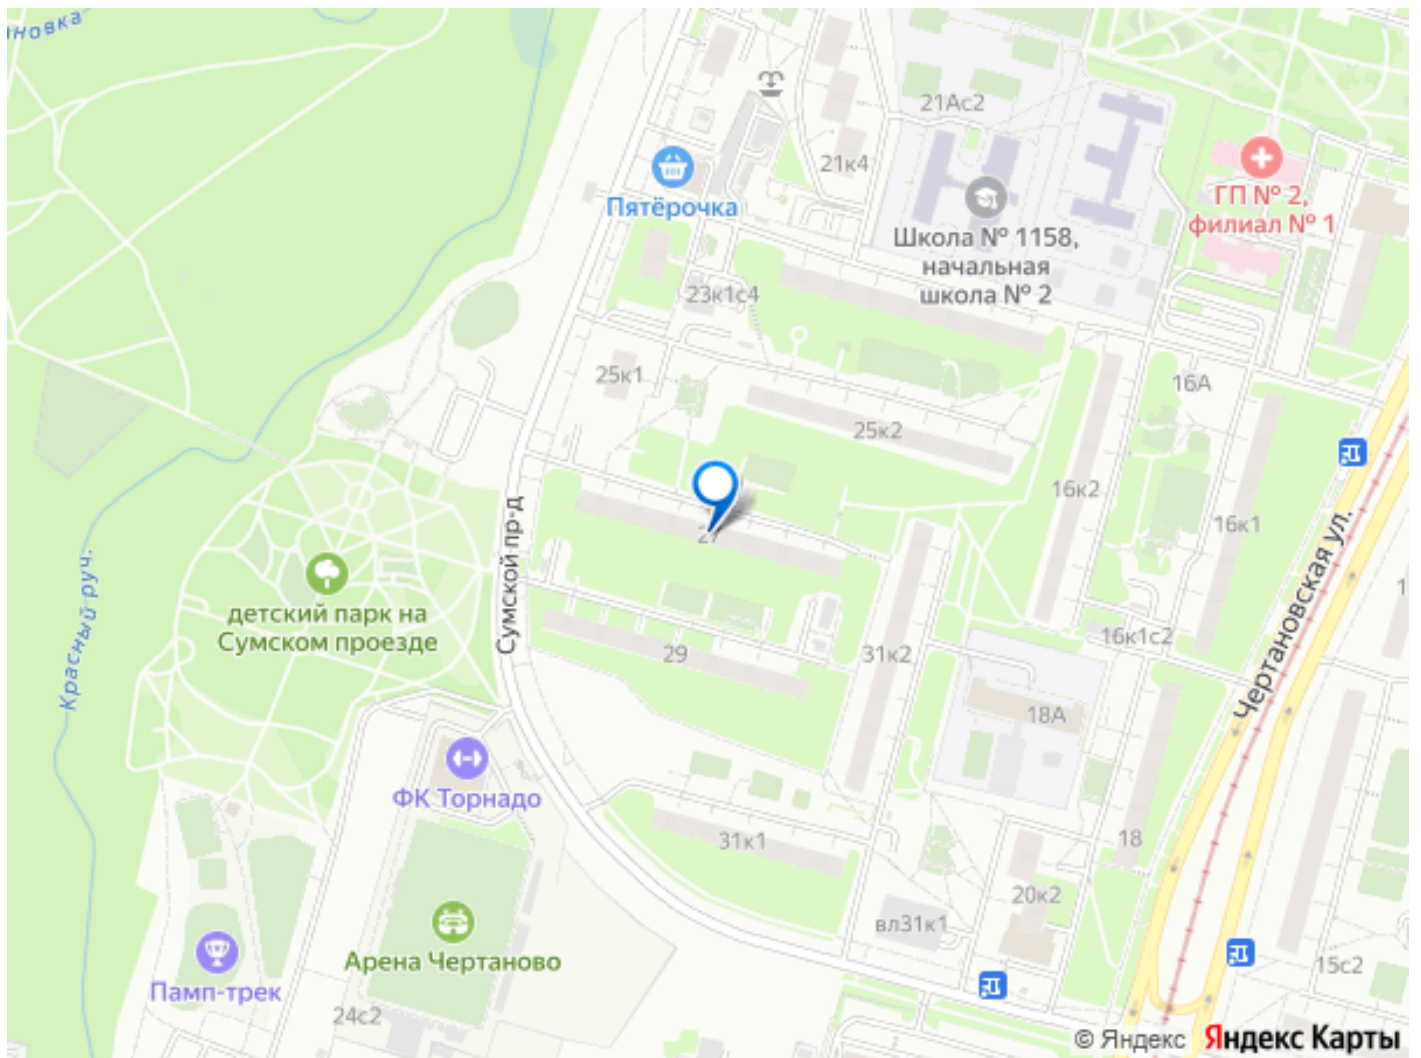 21Ас2
21к4
Пятёрочка
ГП № 2,
филиал № 1
Школа № 1158,
начальная
школа № 2
23к1с4
25к1
16А
25к2
16к2
16к1
Сумской пр-д
27
Чертановская ул.
Красный руч.
детский парк на
Сумском проезде
29
31к2
16к1с2
18А
ФК Торнадо
31к1
18
20к2
вл31к1
Арена Чертаново
Памп-трек
24с2
15с2
© Яндекс Яндекс Карты